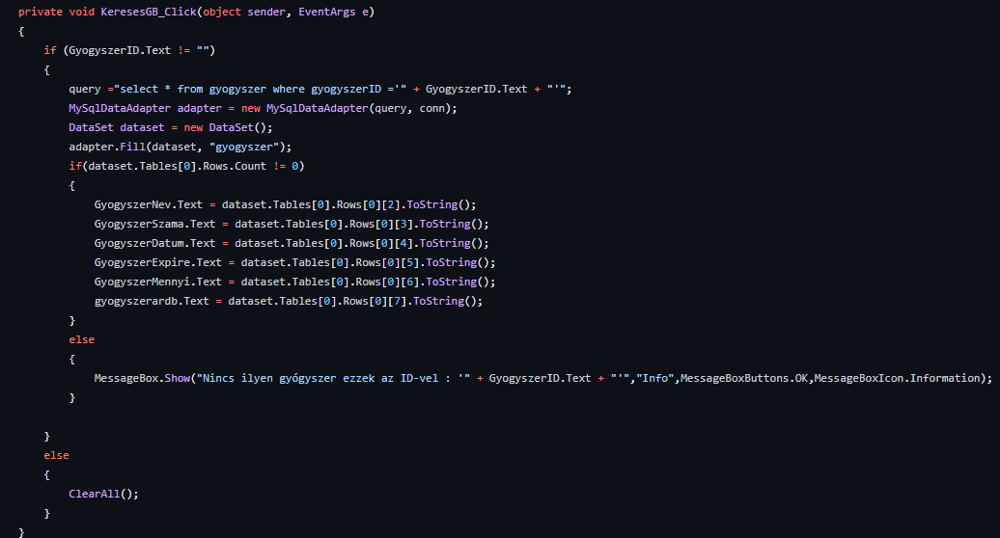 private void KeresesGB_Click(object sender, EventArgs e)
{
if (GyogyszerID.Text != "")
{
query ="select * from gyogyszer where gyogyszerID ='" + GyogyszerID.Text + "'";
MySqlDataAdapter adapter = new MySqlDataAdapter(query, conn);
DataSet dataset = new DataSet();
adapter.Fill(dataset, "gyogyszer");
if(dataset.Tables[0].Rows.Count != 0)
{
GyogyszerNev.Text = dataset.Tables[0].Rows[0][2].ToString();
GyogyszerSzama.Text = dataset.Tables[0].Rows[0][3].ToString();
GyogyszerDatum.Text = dataset.Tables[0].Rows[0][4].ToString();
GyogyszerExpire.Text = dataset.Tables[0].Rows[0][5].ToString();
GyogyszerMennyi.Text = dataset.Tables[0].Rows[0][6].ToString();
gyogyszerardb.Text = dataset.Tables[0].Rows[0][7].ToString();
}
else
{
MessageBox.Show("Nincs ilyen gyógyszer ezzek az ID-vel : '" + GyogyszerID.Text + "'","Info",MessageBoxButtons.OK,MessageBoxIcon.Information);
}
}
else
{
ClearAll();
}
}